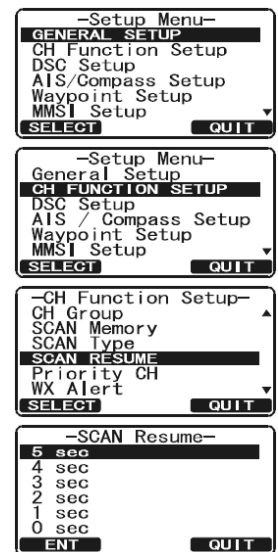 —Setup Menu—
GENERAL SETUP
CH Function Setup
DSC Setup
AIS/Compass Setup
Waypoint Setup
MMSI Setup
SELECT QUIT
—Setup Menu—
General Setup
CH FUNCTION SETUP
DSC Setup
AIS / Compass Setup
Waypoint Setup
MMSI Setup
SELECT QUIT
—CH Function Setup—
CH Group
SCAN Memory
SCAN Type
SCAN RESUME
Priority CH
WX Alert
SELECT QUIT
—SCAN Resume—
5 sec
4 sec
3 sec
2 sec
1 sec
0 sec
ENT QUIT